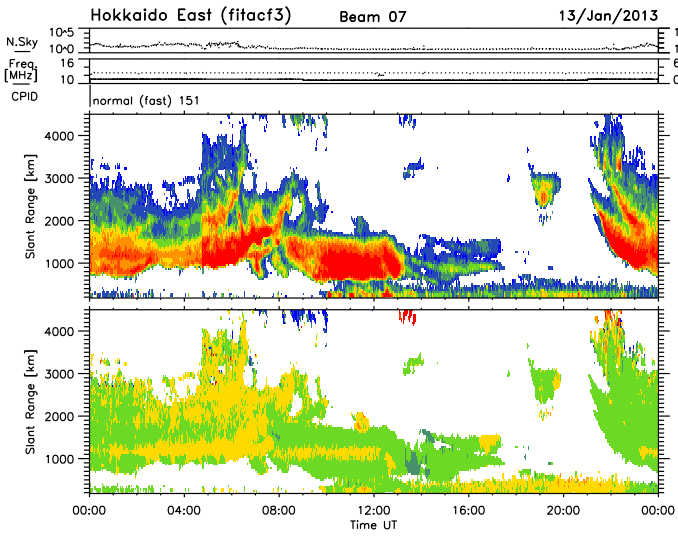 Hokkaido East (fitacf3) Beam 07 13/Jan/2013
N.Sky 10^5 10^0 1 1
Freq. [MHz] 16 10 6 0
CPID normal (fast) 151
Slant Range [km] 4000 3000 2000 1000
Slant Range [km] 4000 3000 2000 1000
00:00 04:00 08:00 12:00 16:00 20:00 00:00
Time UT